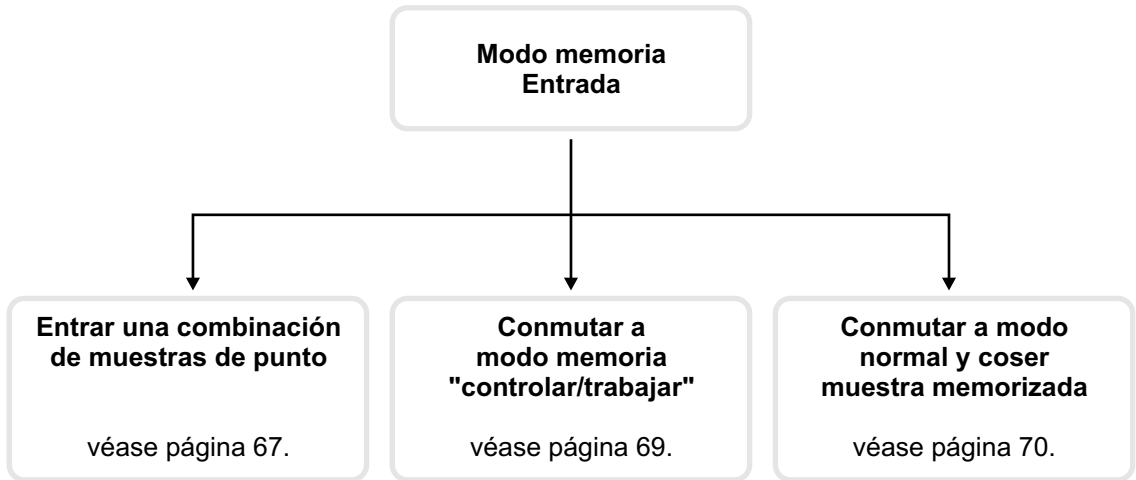 Modo memoria
Entrada
Entrar una combinación
de muestras de punto
véase página 67.
Conmutar a
modo memoria
"controlar/trabajar"
véase página 69.
Conmutar a modo
normal y coser
muestra memorizada
véase página 70.